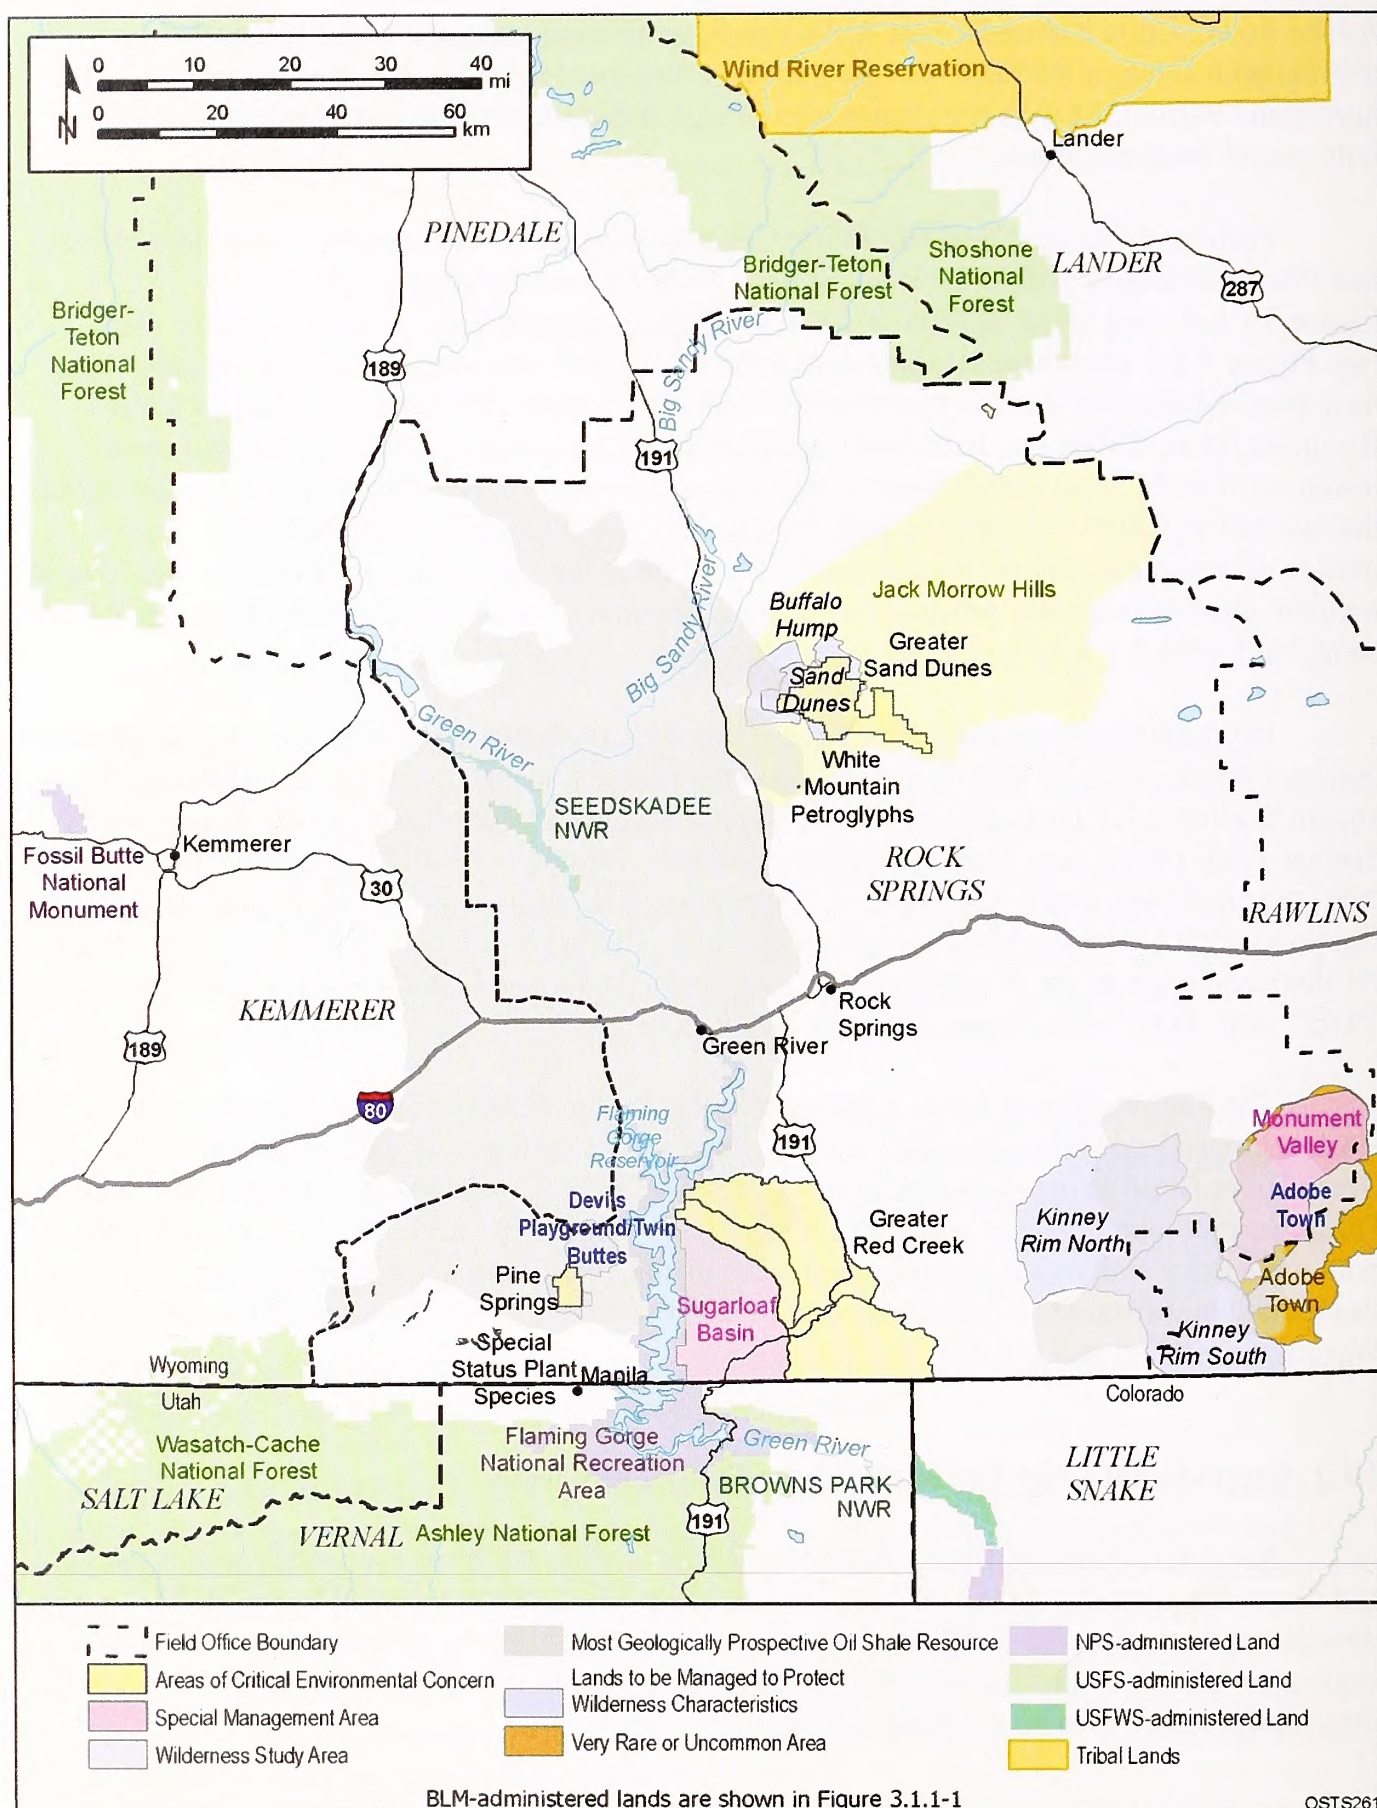 0 10 20 30 40 mi
0 20 40 60 km
N
Wind River Reservation
Lander
PINEDALE
Shoshone
National
Forest
LANDER
Bridger-Teton
National Forest
287
Bridger-
Teton
National
Forest
189
Big Sandy River
191
Jack Morrow Hills
Buffalo
Hump
Greater
Sand Dunes
Sand
Dunes
Big Sandy River
Green River
White
Mountain
Petroglyphs
SEEDSKADEE
NWR
Kemmerer
Fossil Butte
National
Monument
30
ROCK
SPRINGS
RAWLINS
KEMMERER
Rock
Springs
Green River
189
80
Flaming
Gorge
Reservoir
191
Monument
Valley
Devils
Playground/Twin
Buttes
Adobe
Town
Greater
Red Creek
Kinney
Rim North
Pine
Springs
Adobe
Town
Sugarloaf
Basin
Kinney
Rim South
Special
Status Plant
Species
Manila
Wyoming
Utah
Colorado
Wasatch-Cache
National Forest
Flaming Gorge
National Recreation
Area
Green River
LITTLE
SNAKE
SALT LAKE
BROWNS PARK
NWR
VERNAL
Ashley National Forest
191
Field Office Boundary
Areas of Critical Environmental Concern
Special Management Area
Wilderness Study Area
Most Geologically Prospective Oil Shale Resource
Lands to be Managed to Protect
Wilderness Characteristics
Very Rare or Uncommon Area
NPS-administered Land
USFS-administered Land
USFWS-administered Land
Tribal Lands
BLM-administered lands are shown in Figure 3.1.1-1
OSTS261